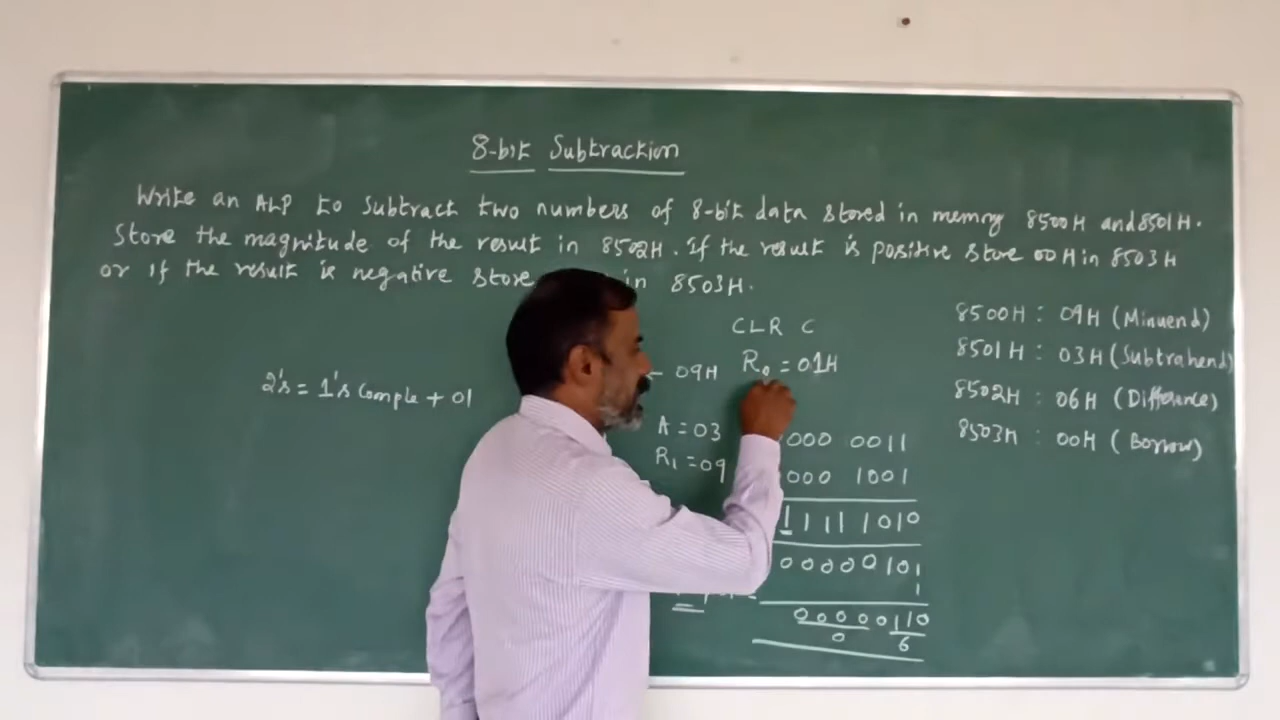 8-bit Subtraction
Write an ALP to subtract two numbers of 8-bit data stored in memory 8500H and 8501H.
Store the magnitude of the result in 8502H. If the result is positive store 00H in 8503H
or if the result is negative store in 8503H.
CLR C
R0 = 01H
09H
2's = 1's Comple + 01
A = 03
R1 = 09
000 0011
000 1001
1111 1010
00000101
1
00000110
0 6
8500H : 09H (Minuend)
8501H : 03H (Subtrahend)
8502H : 06H (Difference)
8503H : 00H (Borrow)